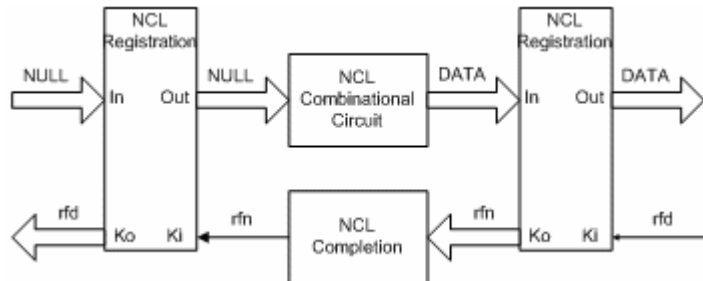 NCL
Registration
NCL
Registration
NULL
NULL
NCL
Combinational
Circuit
DATA
DATA
In
Out
In
Out
rfd
rfn
NCL
Completion
rfn
rfd
Ko
Ki
Ko
Ki